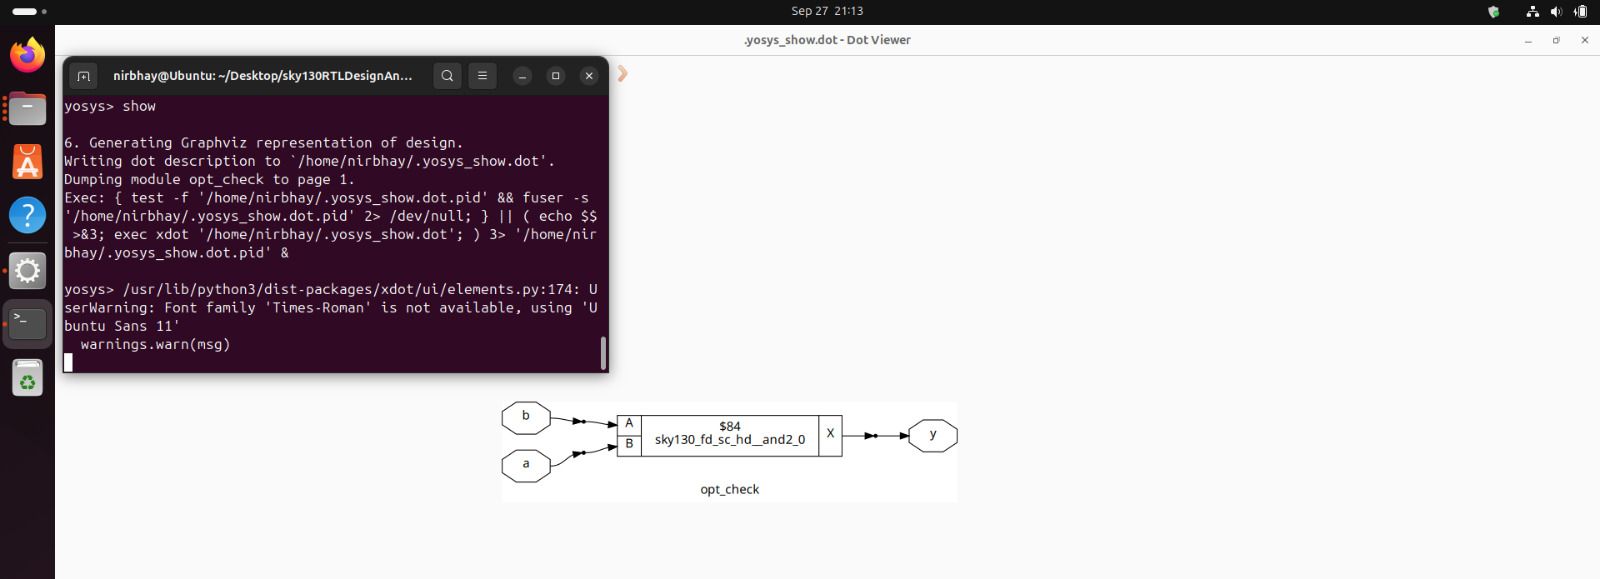 Sep 27 21:13
.yosys_show.dot - Dot Viewer
nirbhay@Ubuntu: ~/Desktop/sky130RTLDesignAn...
yosys> show
6. Generating Graphviz representation of design.
Writing dot description to `/home/nirbhay/.yosys_show.dot'.
Dumping module opt_check to page 1.
Exec: { test -f '/home/nirbhay/.yosys_show.dot.pid' && fuser -s
'/home/nirbhay/.yosys_show.dot.pid' 2> /dev/null; } || ( echo $$
>&3; exec xdot '/home/nirbhay/.yosys_show.dot'; ) 3> '/home/nir
bhay/.yosys_show.dot.pid' &
yosys> /usr/lib/python3/dist-packages/xdot/ui/elements.py:174: U
serWarning: Font family 'Times-Roman' is not available, using 'U
buntu Sans 11'
warnings.warn(msg)
b
a
A
B
$84
sky130_fd_sc_hd__and2_0
X
y
opt_check